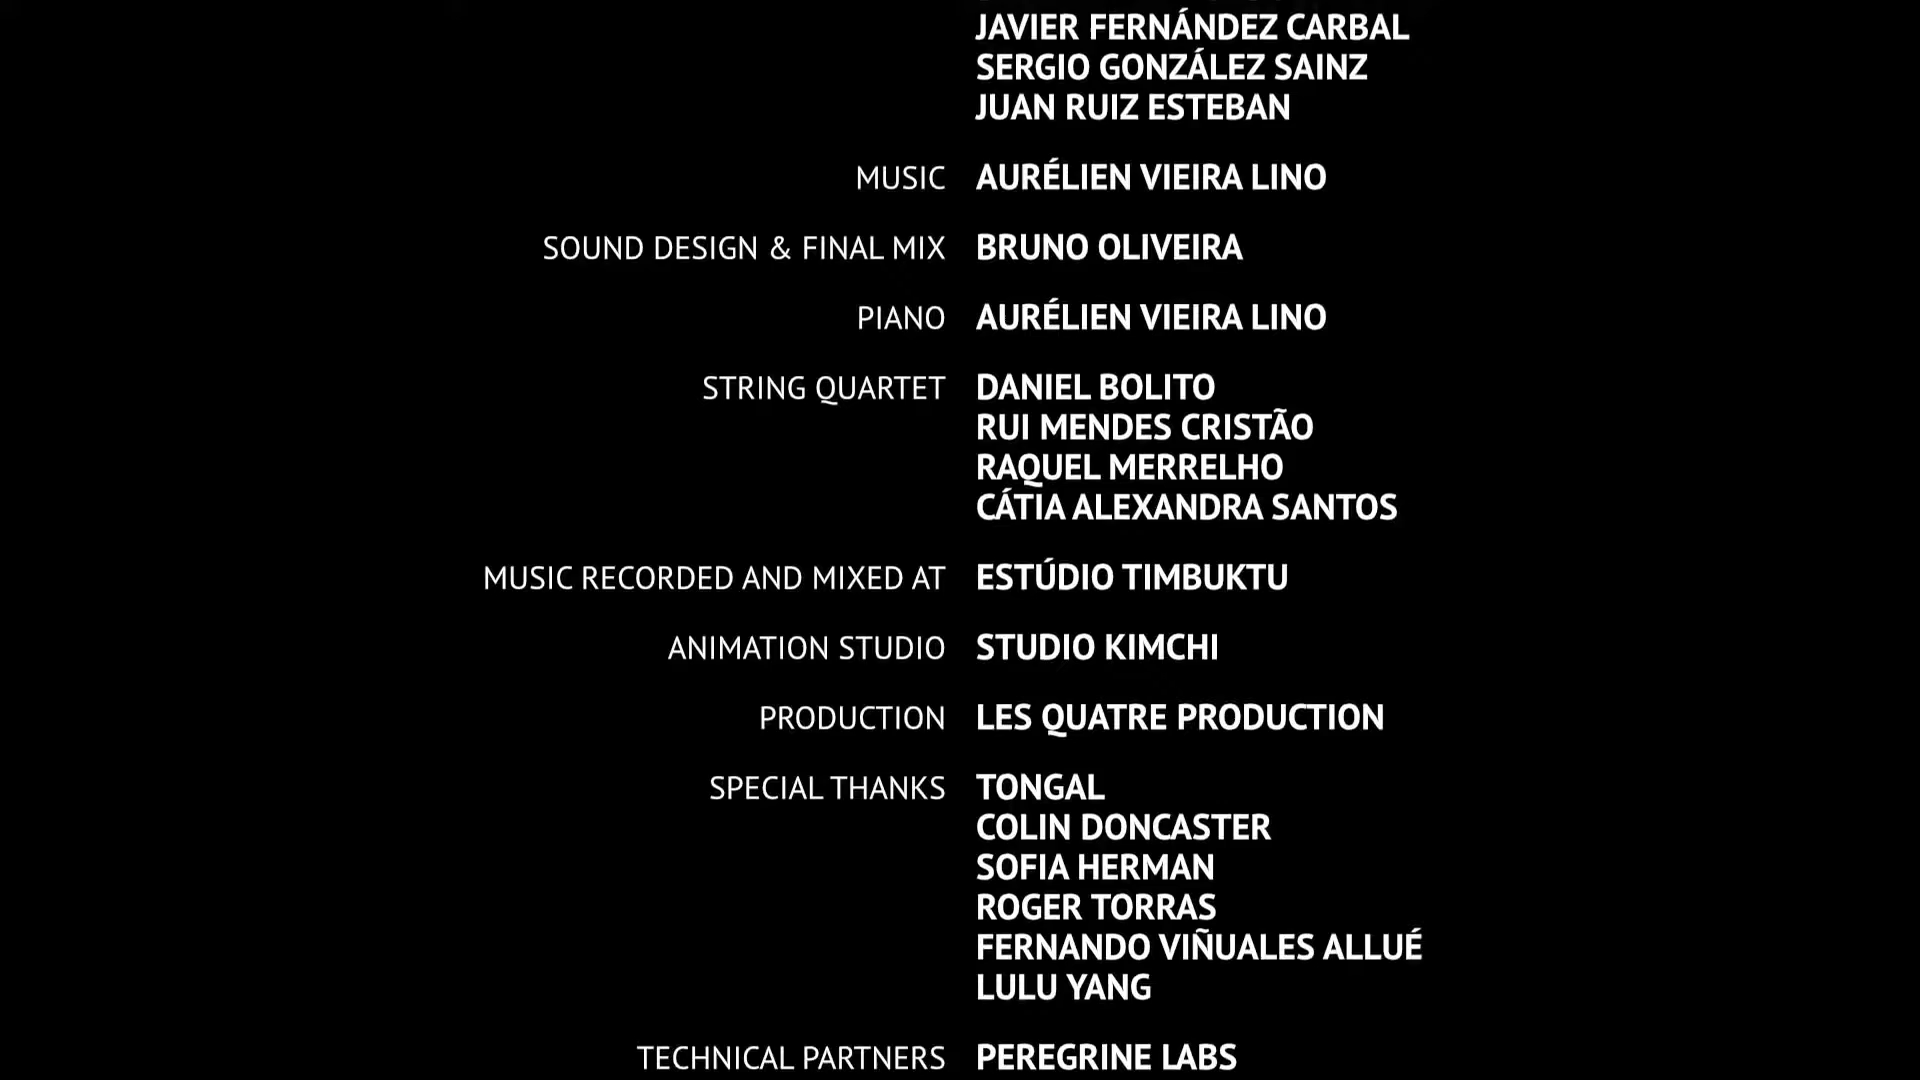 JAVIER FERNÁNDEZ CARBAL
SERGIO GONZÁLEZ SAINZ
JUAN RUIZ ESTEBAN
MUSIC AURÉLIEN VIEIRA LINO
SOUND DESIGN & FINAL MIX BRUNO OLIVEIRA
PIANO AURÉLIEN VIEIRA LINO
STRING QUARTET DANIEL BOLITO
RUI MENDES CRISTÃO
RAQUEL MERRELHO
CÁTIA ALEXANDRA SANTOS
MUSIC RECORDED AND MIXED AT ESTÚDIO TIMBUKTU
ANIMATION STUDIO STUDIO KIMCHI
PRODUCTION LES QUATRE PRODUCTION
SPECIAL THANKS TONGAL
COLIN DONCASTER
SOFIA HERMAN
ROGER TORRAS
FERNANDO VIÑUALES ALLUÉ
LULU YANG
TECHNICAL PARTNERS PEREGRINE LABS